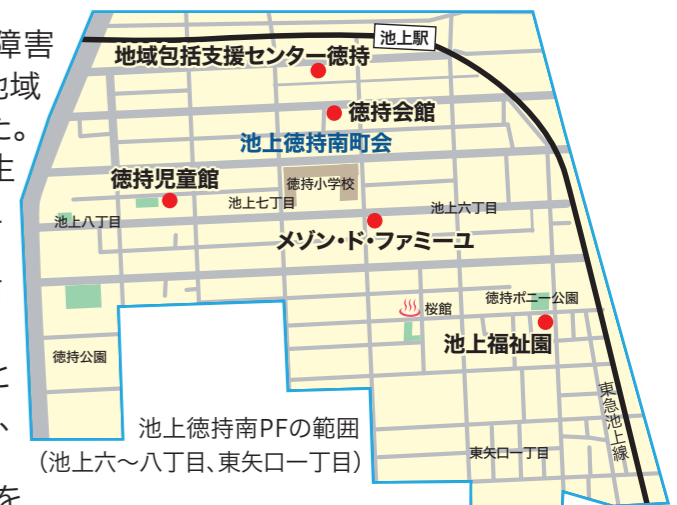 障害
地域
た。
生
と
、
を
池上駅
地域包括支援センター徳持
徳持会館
池上徳持南町会
徳持児童館
徳持小学校
池上七丁目
池上六丁目
池上八丁目
メゾン・ド・ファミーユ
桜館
徳持ポニー公園
池上福祉園
徳持公園
東急池上線
東矢口一丁目
池上徳持南PFの範囲
（池上六～八丁目、東矢口一丁目）